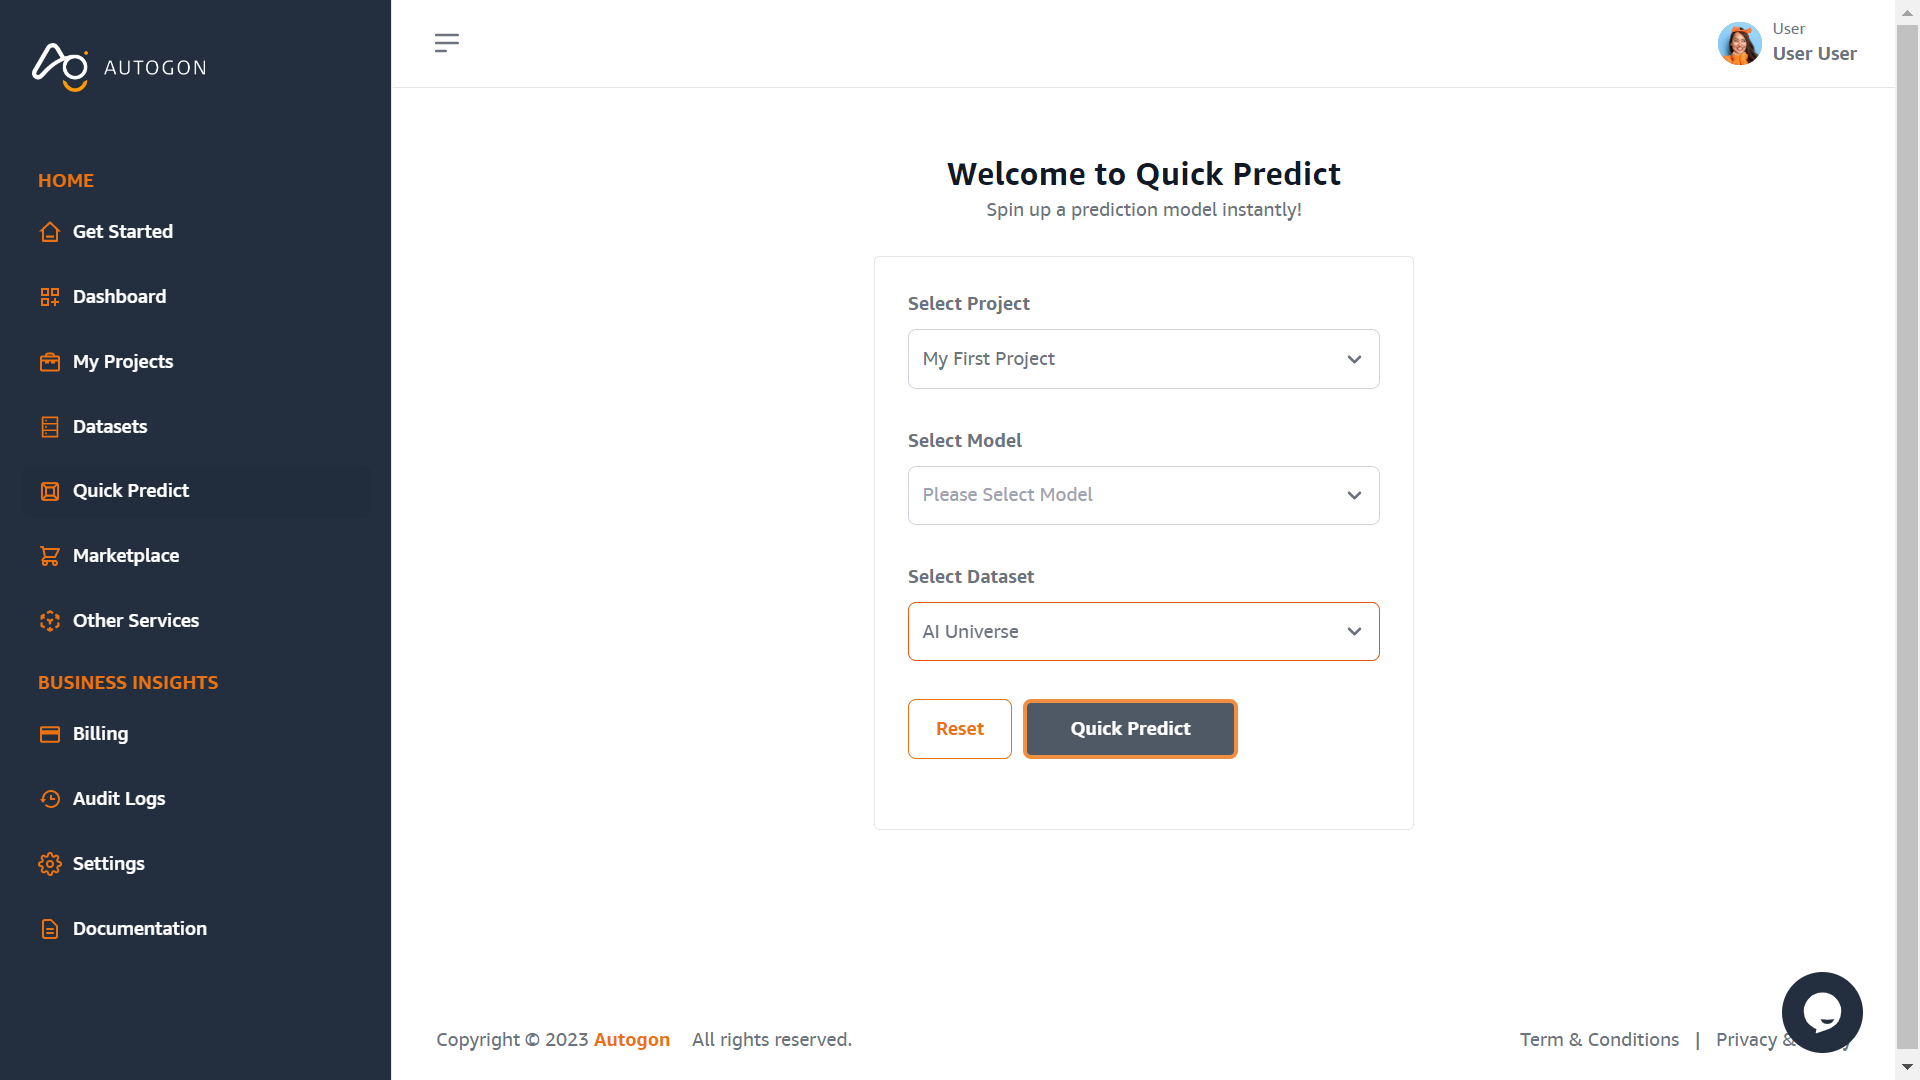 AUTOGON
User
User User
HOME
Get Started
Dashboard
My Projects
Datasets
Quick Predict
Marketplace
Other Services
BUSINESS INSIGHTS
Billing
Audit Logs
Settings
Documentation
Welcome to Quick Predict
Spin up a prediction model instantly!
Select Project
My First Project
Select Model
Please Select Model
Select Dataset
AI Universe
Reset
Quick Predict
Copyright © 2023 Autogon All rights reserved.
Term & Conditions | Privacy &